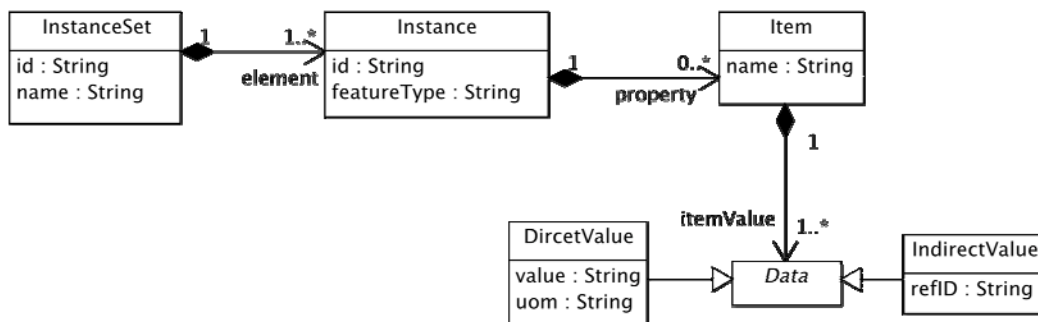 InstanceSet
id : String
name : String
1
1..*
element
Instance
id : String
featureType : String
1
0..*
property
Item
name : String
1
itemValue
1..*
DircetValue
value : String
uom : String
Data
IndirectValue
refID : String